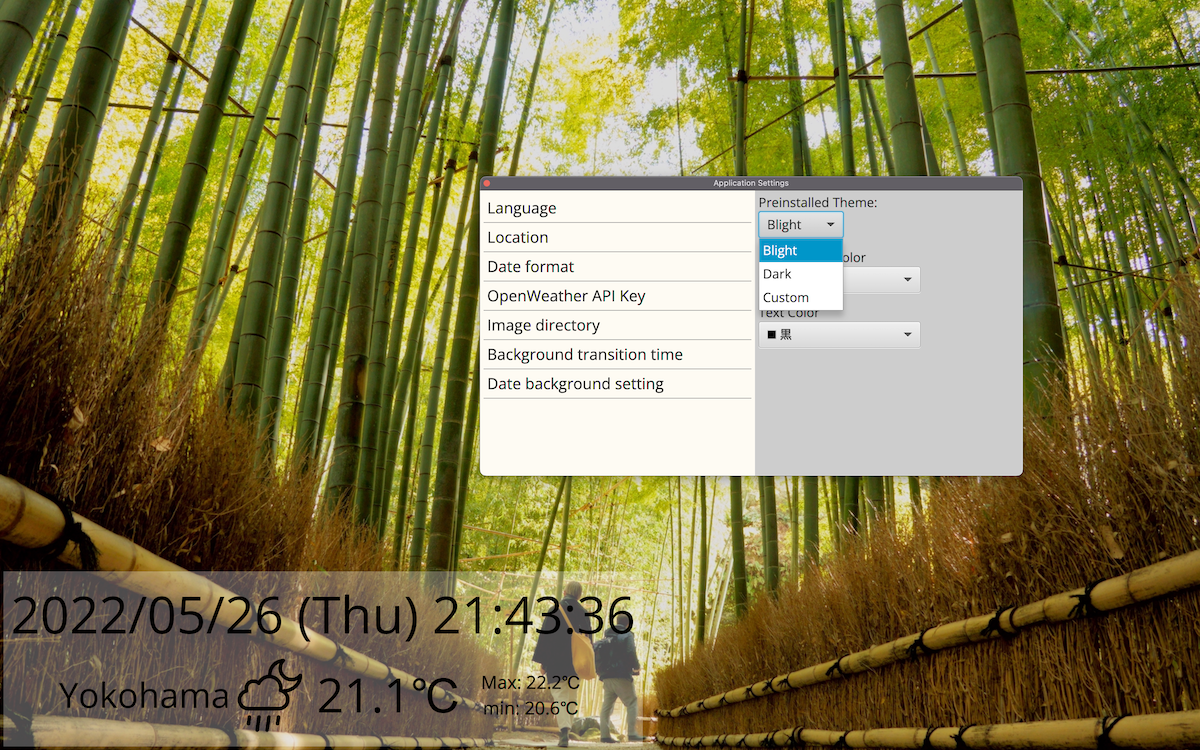 Application Settings
Language
Location
Date format
OpenWeather API Key
Image directory
Background transition time
Date background setting
Preinstalled Theme:
Blight
Blight
Dark
Custom
olor
Text Color
黒
2022/05/26 (Thu) 21:43:36
Yokohama 21.1℃
Max: 22.2℃
min: 20.6℃